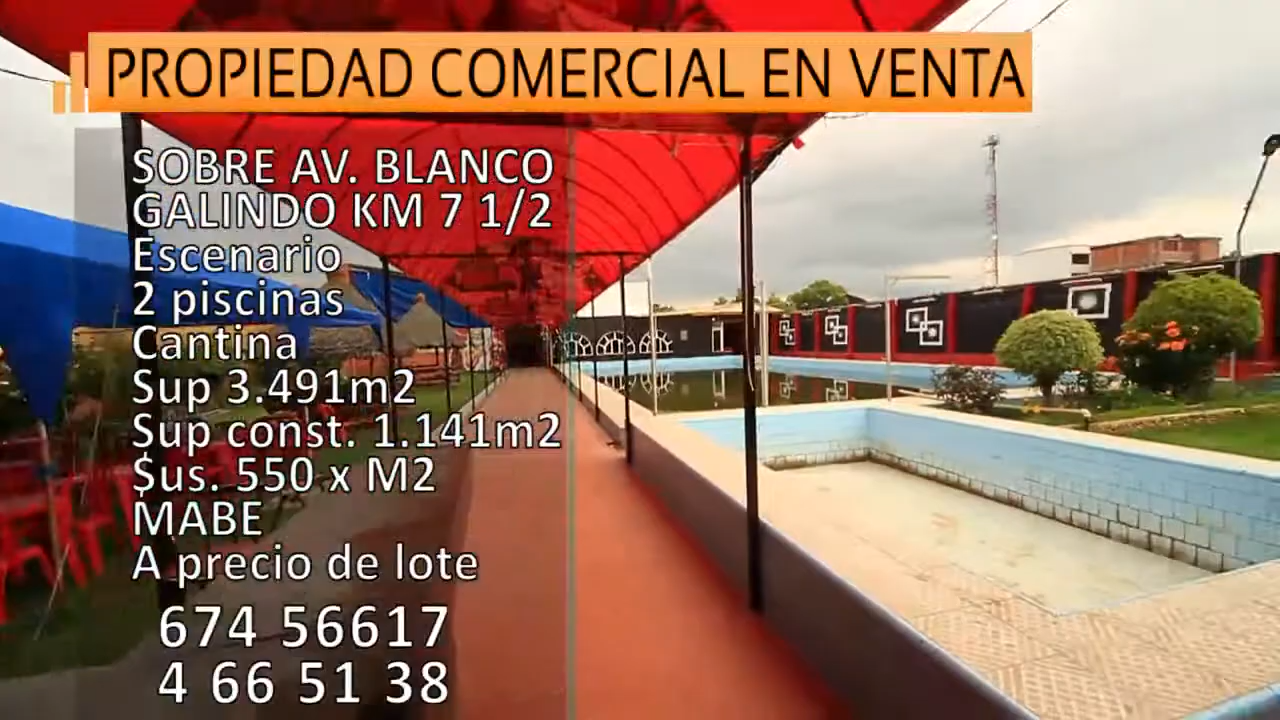 PROPIEDAD COMERCIAL EN VENTA
SOBRE AV. BLANCO
GALINDO KM 7 1/2
Escenario
2 piscinas
Cantina
Sup 3.491m2
Sup const. 1.141m2
$us. 550 x M2
MABE
A precio de lote
674 56617
4 66 51 38